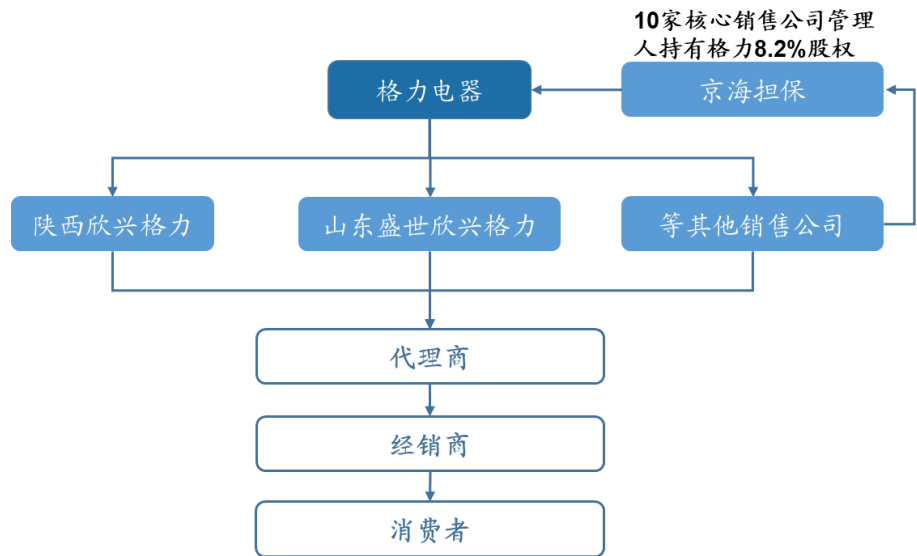 10家核心销售公司管理
人持有格力8.2%股权
格力电器
京海担保
陕西欣兴格力
山东盛世欣兴格力
等其他销售公司
代理商
经销商
消费者